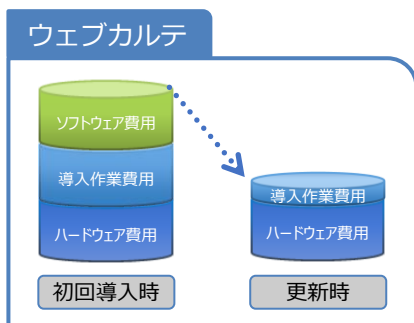 ウェブカルテ
ソフトウェア費用
導入作業費用
ハードウェア費用
初回導入時
導入作業費用
ハードウェア費用
更新時